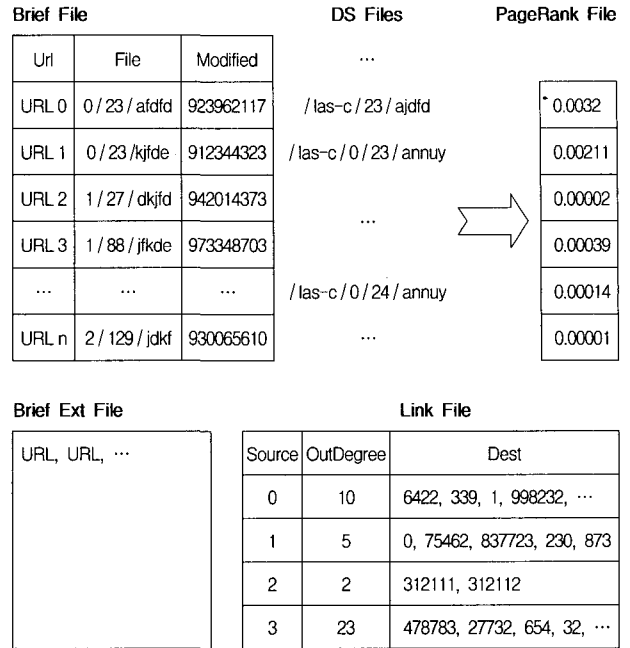 Brief File DS Files PageRank File
Url File Modified …
URL 0 0 / 23 / afdfd 923962117 / las-c / 23 / ajdfd 0.0032
URL 1 0 / 23 / kjfde 912344323 / las-c / 0 / 23 / annuy 0.00211
URL 2 1 / 27 / dkjfd 942014373 0.00002
…
URL 3 1 / 88 / jfkde 973348703 0.00039
… … … / las-c / 0 / 24 / annuy 0.00014
URL n 2 / 129 / jdkf 930065610 … 0.00001
Brief Ext File Link File
URL, URL, … Source OutDegree Dest
0 10 6422, 339, 1, 998232, …
1 5 0, 75462, 837723, 230, 873
2 2 312111, 312112
3 23 478783, 27732, 654, 32, …